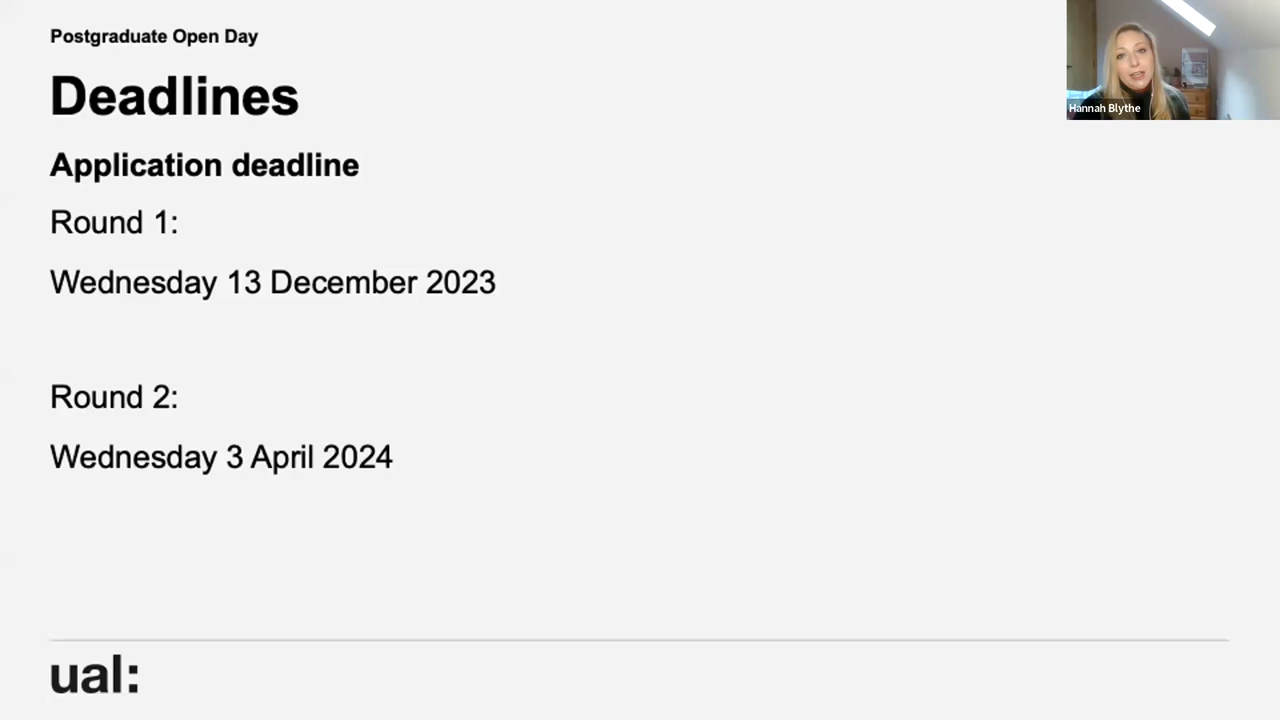 Postgraduate Open Day
Deadlines
Application deadline
Round 1:
Wednesday 13 December 2023
Round 2:
Wednesday 3 April 2024
ual:
Hannah Blythe